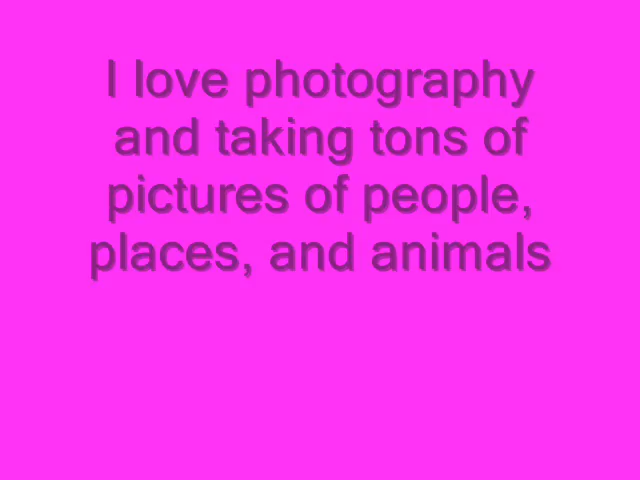 I love photography
and taking tons of
pictures of people,
places, and animals